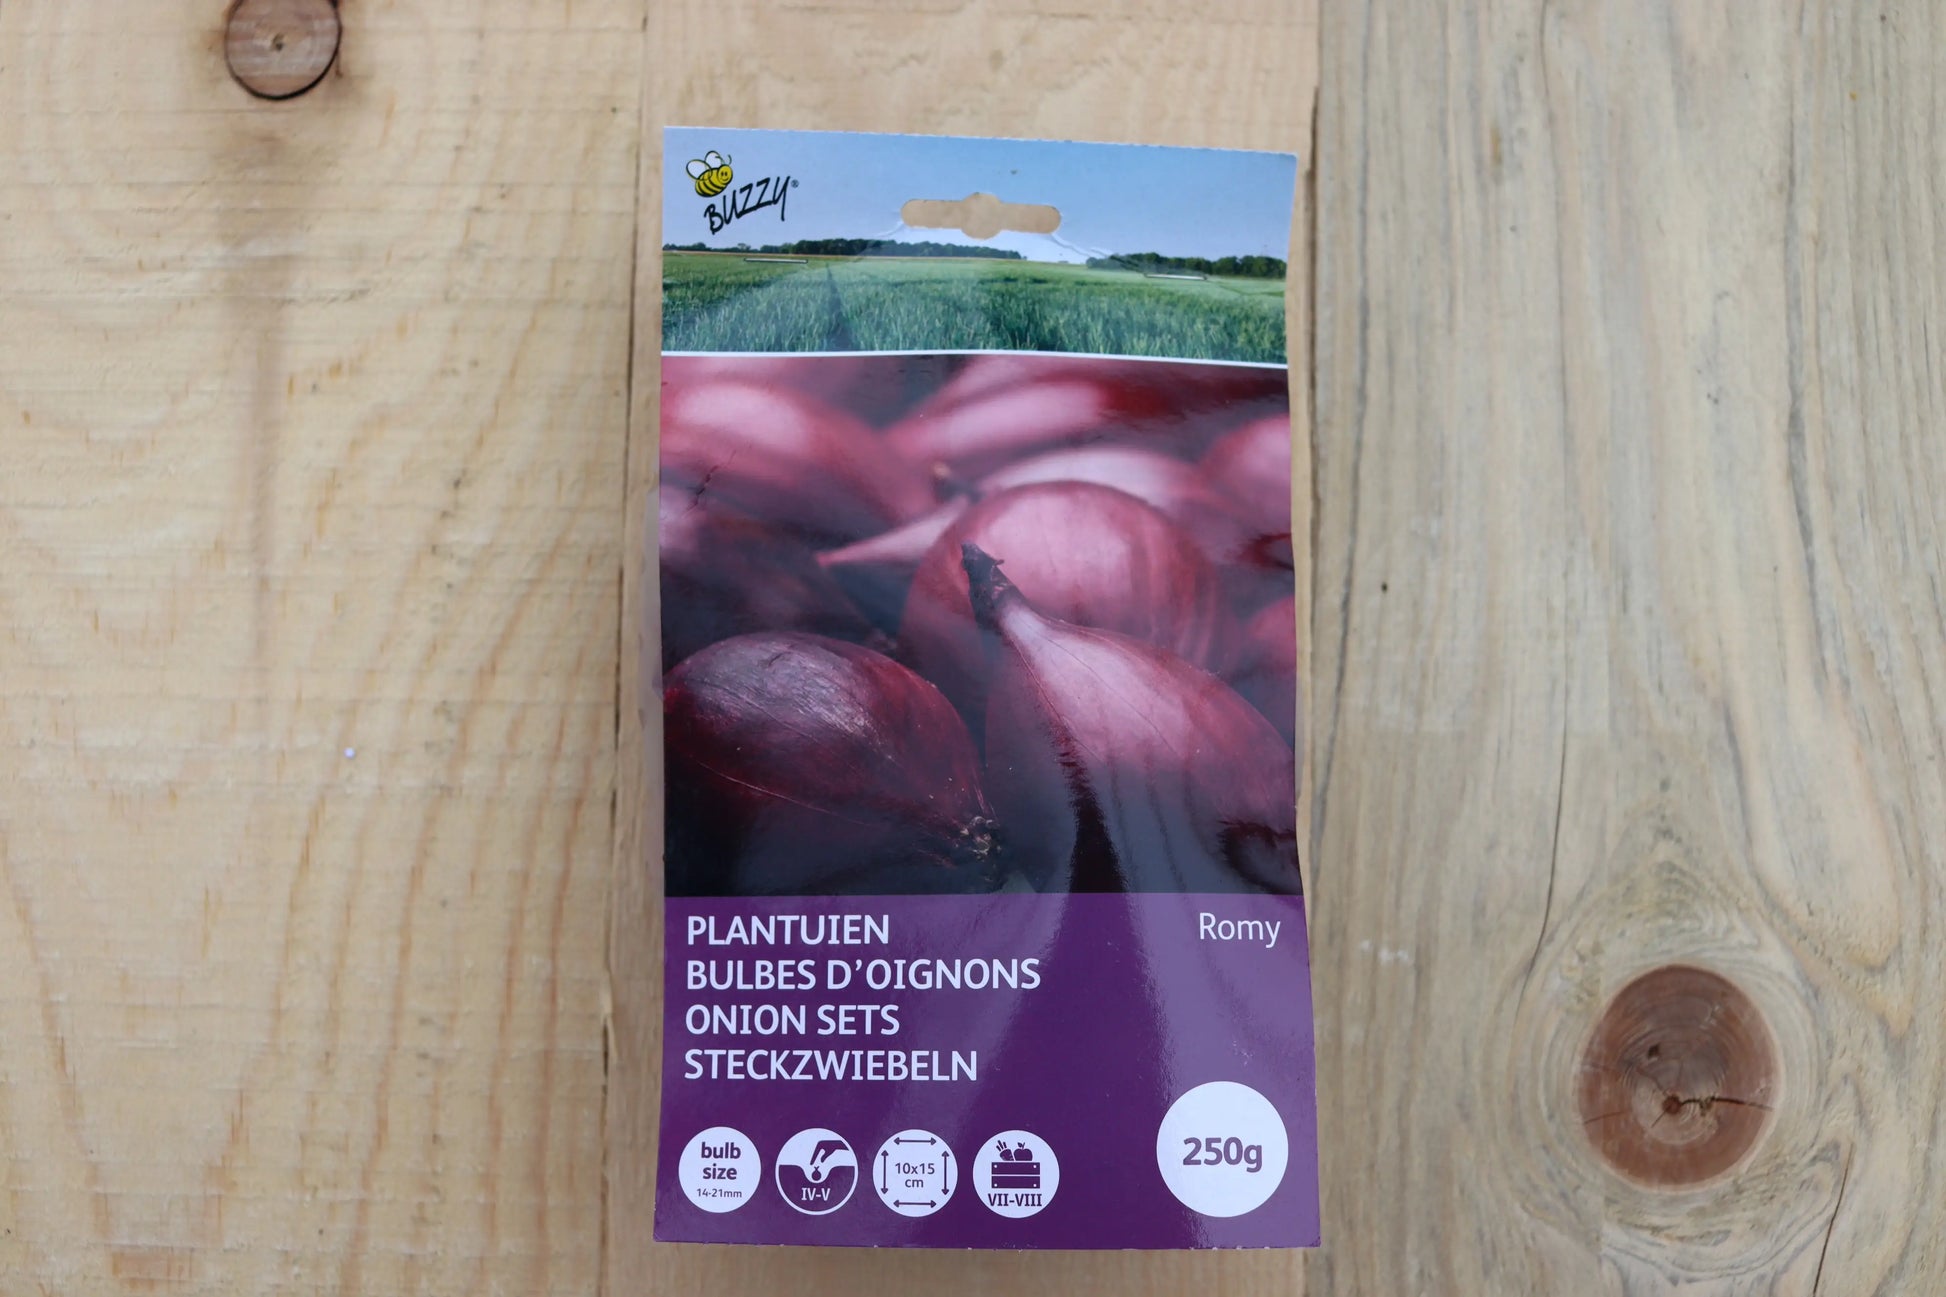 BUZZY®
PLANTUIEN
Romy
BULBES D'OIGNONS
ONION SETS
STECKZWIEBELN
bulb
size
14-21mm
IV-V
10x15
cm
VII-VIII
250g